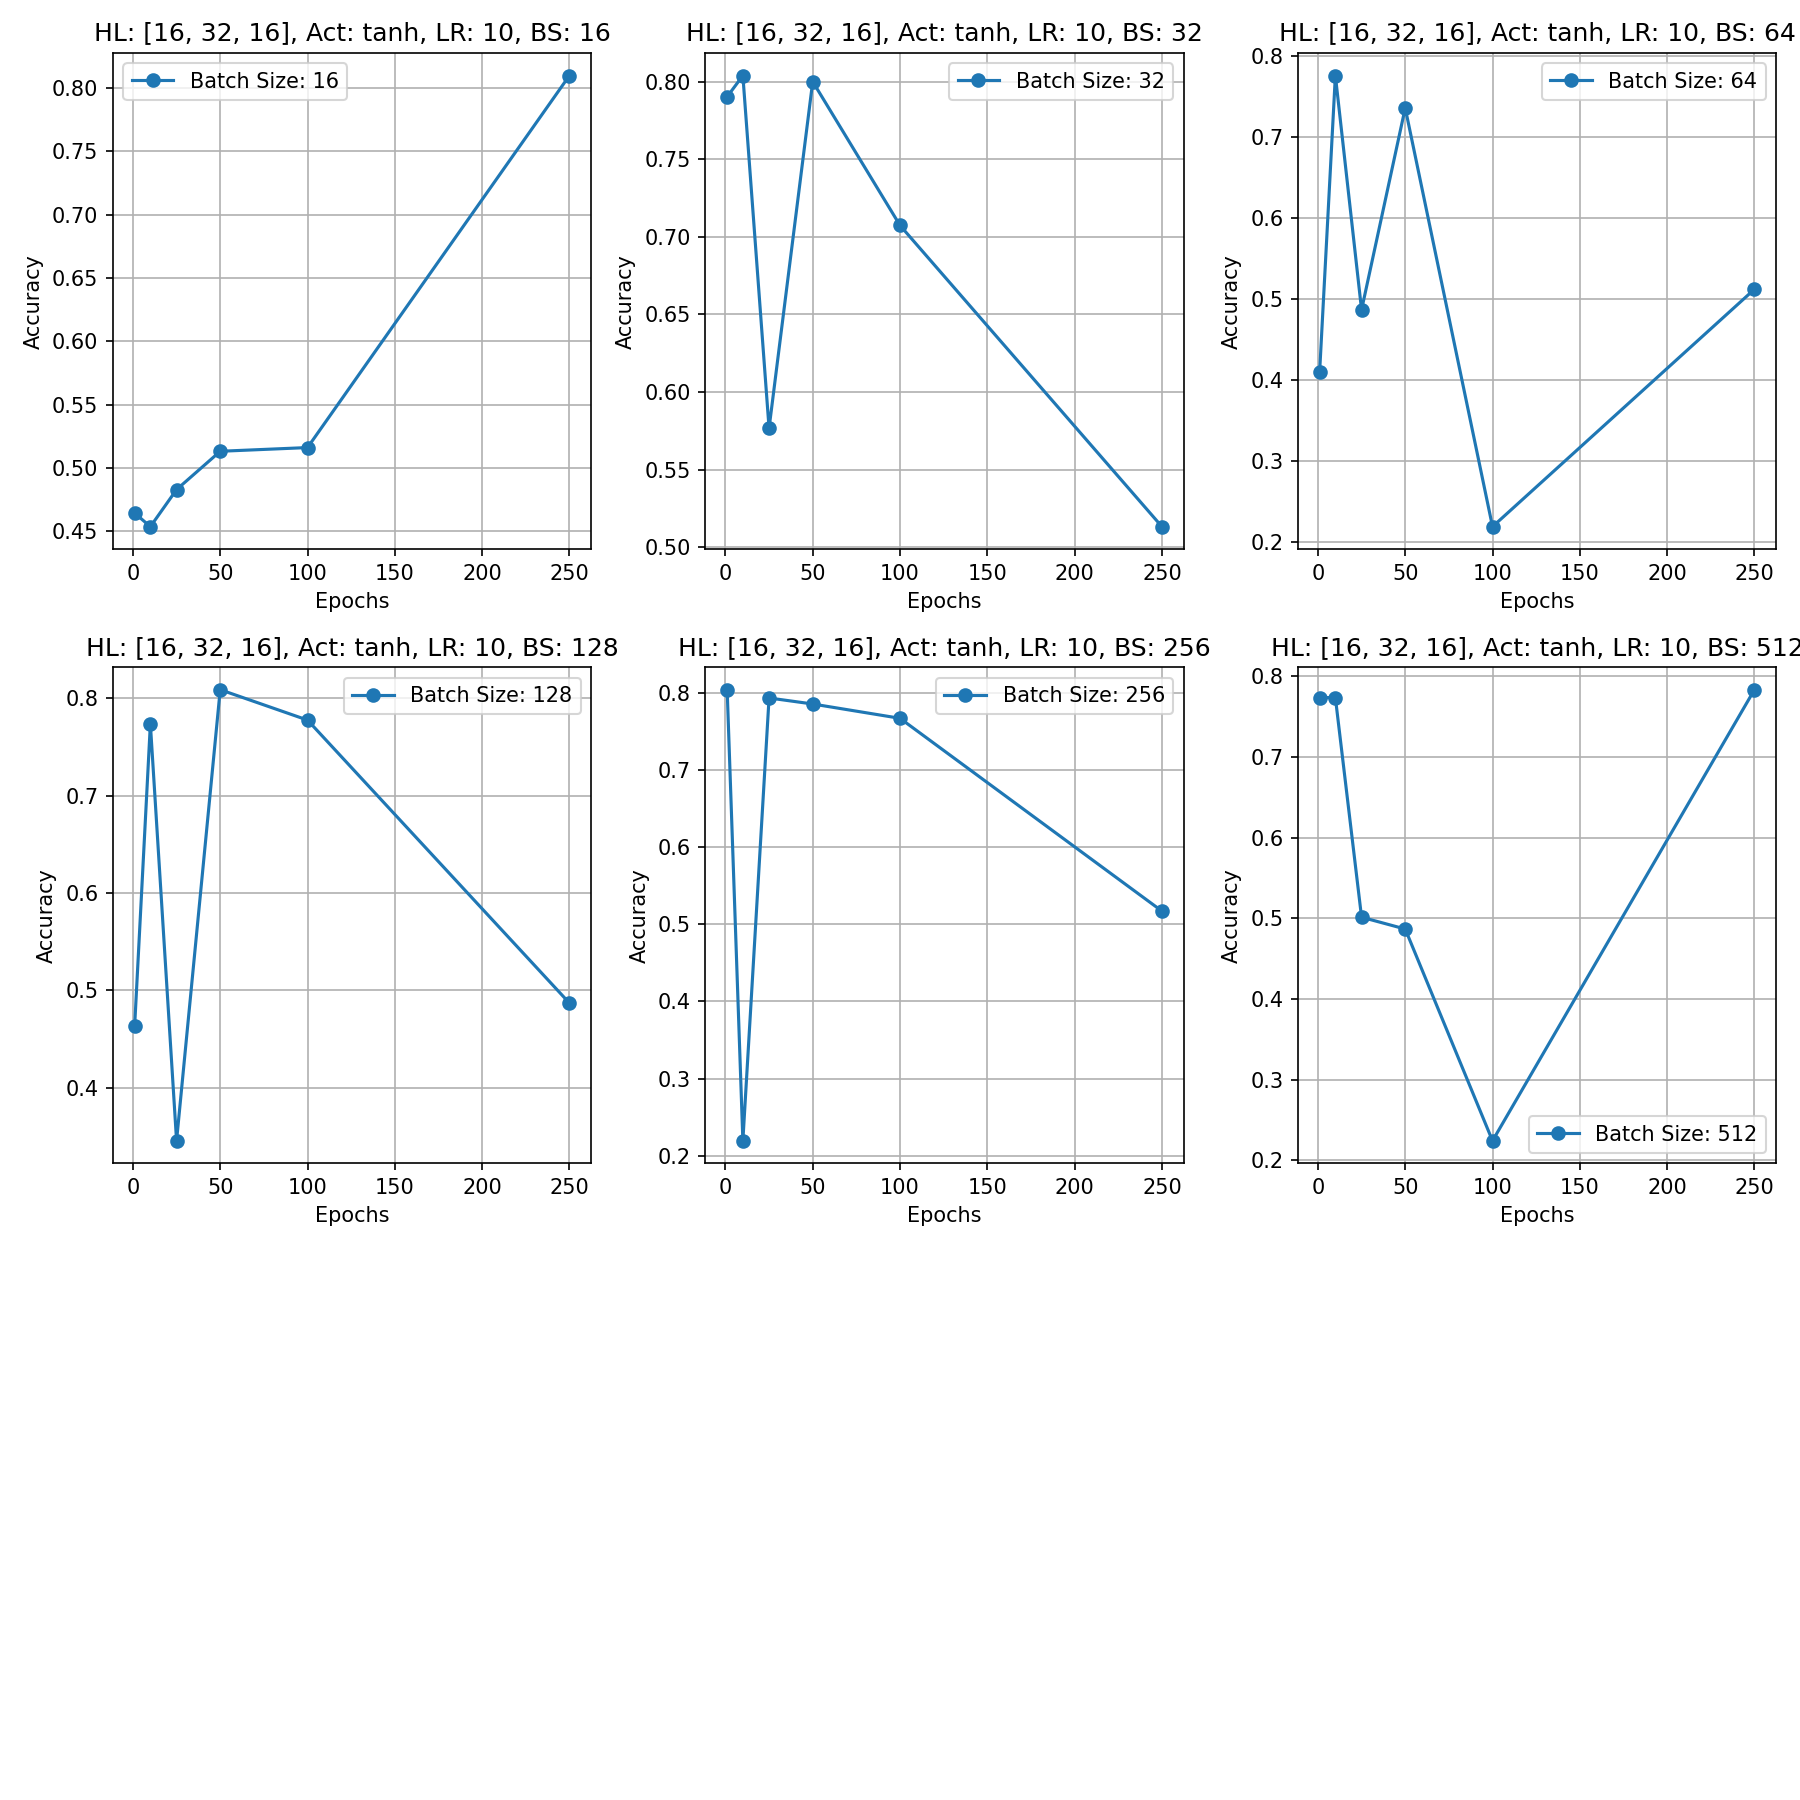 HL: [16, 32, 16], Act: tanh, LR: 10, BS: 16
Batch Size: 16
Accuracy
0.80
0.75
0.70
0.65
0.60
0.55
0.50
0.45
0 50 100 150 200 250
Epochs
HL: [16, 32, 16], Act: tanh, LR: 10, BS: 32
Batch Size: 32
Accuracy
0.80
0.75
0.70
0.65
0.60
0.55
0.50
0 50 100 150 200 250
Epochs
HL: [16, 32, 16], Act: tanh, LR: 10, BS: 64
Batch Size: 64
Accuracy
0.8
0.7
0.6
0.5
0.4
0.3
0.2
0 50 100 150 200 250
Epochs
HL: [16, 32, 16], Act: tanh, LR: 10, BS: 128
Batch Size: 128
Accuracy
0.8
0.7
0.6
0.5
0.4
0 50 100 150 200 250
Epochs
HL: [16, 32, 16], Act: tanh, LR: 10, BS: 256
Batch Size: 256
Accuracy
0.8
0.7
0.6
0.5
0.4
0.3
0.2
0 50 100 150 200 250
Epochs
HL: [16, 32, 16], Act: tanh, LR: 10, BS: 512
Accuracy
0.8
0.7
0.6
0.5
0.4
0.3
0.2
Batch Size: 512
0 50 100 150 200 250
Epochs